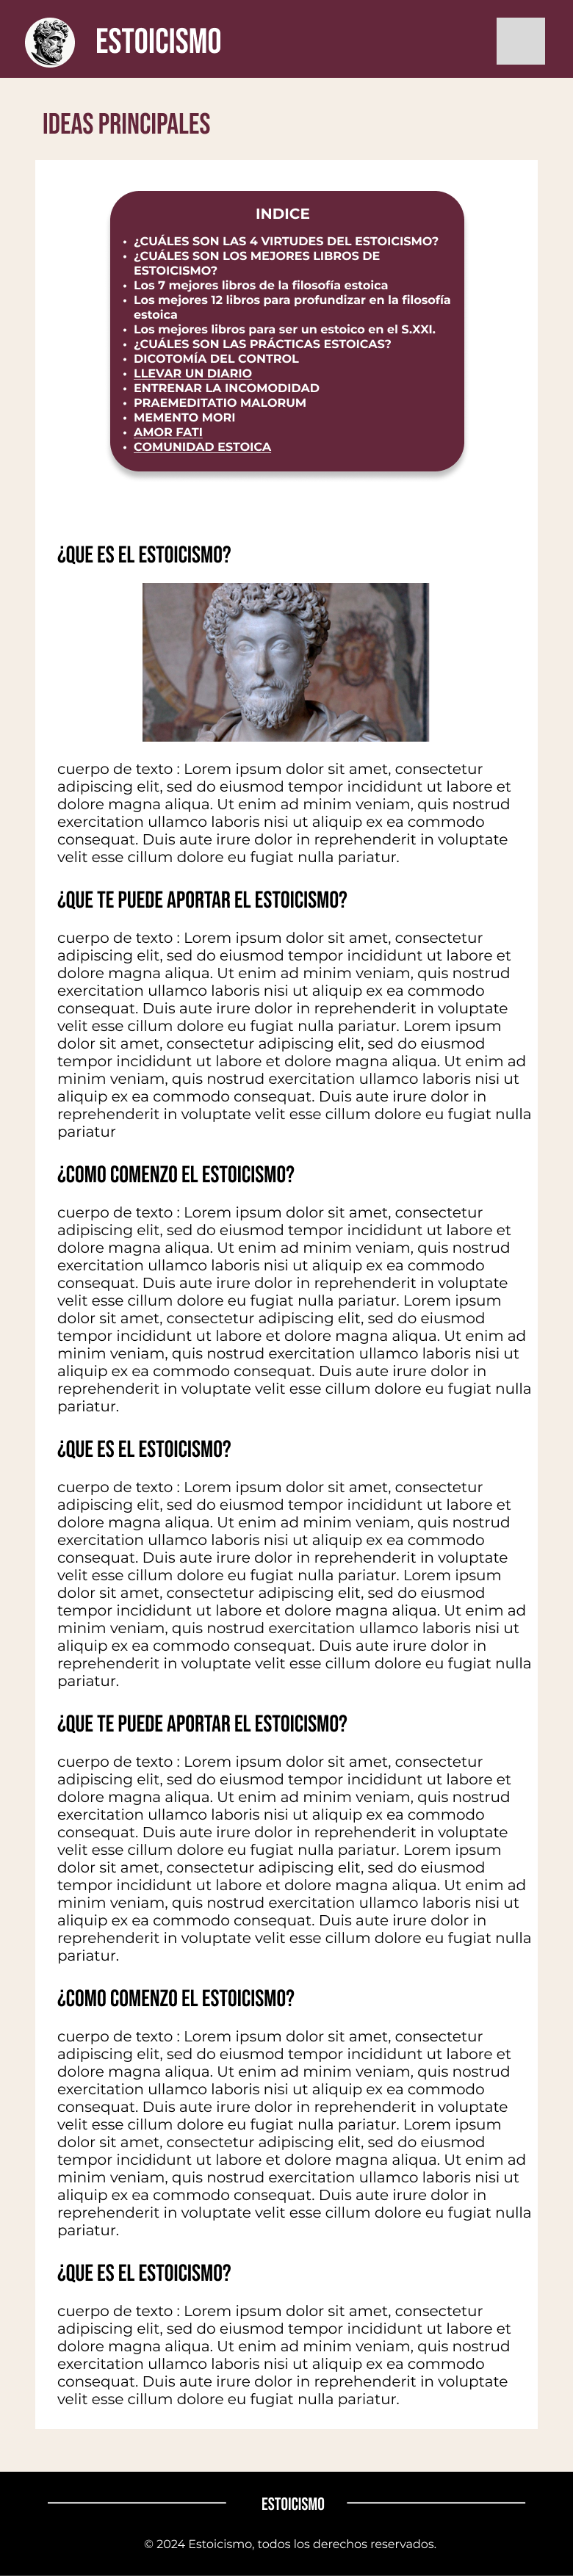 ESTOICISMO
IDEAS PRINCIPALES
INDICE
• ¿CUÁLES SON LAS 4 VIRTUDES DEL ESTOICISMO?
• ¿CUÁLES SON LOS MEJORES LIBROS DE
ESTOICISMO?
• Los 7 mejores libros de la filosofía estoica
• Los mejores 12 libros para profundizar en la filosofía
estoica
• Los mejores libros para ser un estoico en el S.XXI.
• ¿CUÁLES SON LAS PRÁCTICAS ESTOICAS?
• DICOTOMÍA DEL CONTROL
• LLEVAR UN DIARIO
• ENTRENAR LA INCOMODIDAD
• PRAEMEDITATIO MALORUM
• MEMENTO MORI
• AMOR FATI
• COMUNIDAD ESTOICA
¿QUE ES EL ESTOICISMO?
cuerpo de texto : Lorem ipsum dolor sit amet, consectetur
adipiscing elit, sed do eiusmod tempor incididunt ut labore et
dolore magna aliqua. Ut enim ad minim veniam, quis nostrud
exercitation ullamco laboris nisi ut aliquip ex ea commodo
consequat. Duis aute irure dolor in reprehenderit in voluptate
velit esse cillum dolore eu fugiat nulla pariatur.
¿QUE TE PUEDE APORTAR EL ESTOICISMO?
cuerpo de texto : Lorem ipsum dolor sit amet, consectetur
adipiscing elit, sed do eiusmod tempor incididunt ut labore et
dolore magna aliqua. Ut enim ad minim veniam, quis nostrud
exercitation ullamco laboris nisi ut aliquip ex ea commodo
consequat. Duis aute irure dolor in reprehenderit in voluptate
velit esse cillum dolore eu fugiat nulla pariatur. Lorem ipsum
dolor sit amet, consectetur adipiscing elit, sed do eiusmod
tempor incididunt ut labore et dolore magna aliqua. Ut enim ad
minim veniam, quis nostrud exercitation ullamco laboris nisi ut
aliquip ex ea commodo consequat. Duis aute irure dolor in
reprehenderit in voluptate velit esse cillum dolore eu fugiat nulla
pariatur
¿COMO COMENZO EL ESTOICISMO?
cuerpo de texto : Lorem ipsum dolor sit amet, consectetur
adipiscing elit, sed do eiusmod tempor incididunt ut labore et
dolore magna aliqua. Ut enim ad minim veniam, quis nostrud
exercitation ullamco laboris nisi ut aliquip ex ea commodo
consequat. Duis aute irure dolor in reprehenderit in voluptate
velit esse cillum dolore eu fugiat nulla pariatur. Lorem ipsum
dolor sit amet, consectetur adipiscing elit, sed do eiusmod
tempor incididunt ut labore et dolore magna aliqua. Ut enim ad
minim veniam, quis nostrud exercitation ullamco laboris nisi ut
aliquip ex ea commodo consequat. Duis aute irure dolor in
reprehenderit in voluptate velit esse cillum dolore eu fugiat nulla
pariatur.
¿QUE ES EL ESTOICISMO?
cuerpo de texto : Lorem ipsum dolor sit amet, consectetur
adipiscing elit, sed do eiusmod tempor incididunt ut labore et
dolore magna aliqua. Ut enim ad minim veniam, quis nostrud
exercitation ullamco laboris nisi ut aliquip ex ea commodo
consequat. Duis aute irure dolor in reprehenderit in voluptate
velit esse cillum dolore eu fugiat nulla pariatur. Lorem ipsum
dolor sit amet, consectetur adipiscing elit, sed do eiusmod
tempor incididunt ut labore et dolore magna aliqua. Ut enim ad
minim veniam, quis nostrud exercitation ullamco laboris nisi ut
aliquip ex ea commodo consequat. Duis aute irure dolor in
reprehenderit in voluptate velit esse cillum dolore eu fugiat nulla
pariatur.
¿QUE TE PUEDE APORTAR EL ESTOICISMO?
cuerpo de texto : Lorem ipsum dolor sit amet, consectetur
adipiscing elit, sed do eiusmod tempor incididunt ut labore et
dolore magna aliqua. Ut enim ad minim veniam, quis nostrud
exercitation ullamco laboris nisi ut aliquip ex ea commodo
consequat. Duis aute irure dolor in reprehenderit in voluptate
velit esse cillum dolore eu fugiat nulla pariatur. Lorem ipsum
dolor sit amet, consectetur adipiscing elit, sed do eiusmod
tempor incididunt ut labore et dolore magna aliqua. Ut enim ad
minim veniam, quis nostrud exercitation ullamco laboris nisi ut
aliquip ex ea commodo consequat. Duis aute irure dolor in
reprehenderit in voluptate velit esse cillum dolore eu fugiat nulla
pariatur.
¿COMO COMENZO EL ESTOICISMO?
cuerpo de texto : Lorem ipsum dolor sit amet, consectetur
adipiscing elit, sed do eiusmod tempor incididunt ut labore et
dolore magna aliqua. Ut enim ad minim veniam, quis nostrud
exercitation ullamco laboris nisi ut aliquip ex ea commodo
consequat. Duis aute irure dolor in reprehenderit in voluptate
velit esse cillum dolore eu fugiat nulla pariatur. Lorem ipsum
dolor sit amet, consectetur adipiscing elit, sed do eiusmod
tempor incididunt ut labore et dolore magna aliqua. Ut enim ad
minim veniam, quis nostrud exercitation ullamco laboris nisi ut
aliquip ex ea commodo consequat. Duis aute irure dolor in
reprehenderit in voluptate velit esse cillum dolore eu fugiat nulla
pariatur.
¿QUE ES EL ESTOICISMO?
cuerpo de texto : Lorem ipsum dolor sit amet, consectetur
adipiscing elit, sed do eiusmod tempor incididunt ut labore et
dolore magna aliqua. Ut enim ad minim veniam, quis nostrud
exercitation ullamco laboris nisi ut aliquip ex ea commodo
consequat. Duis aute irure dolor in reprehenderit in voluptate
velit esse cillum dolore eu fugiat nulla pariatur.
ESTOICISMO
© 2024 Estoicismo, todos los derechos reservados.